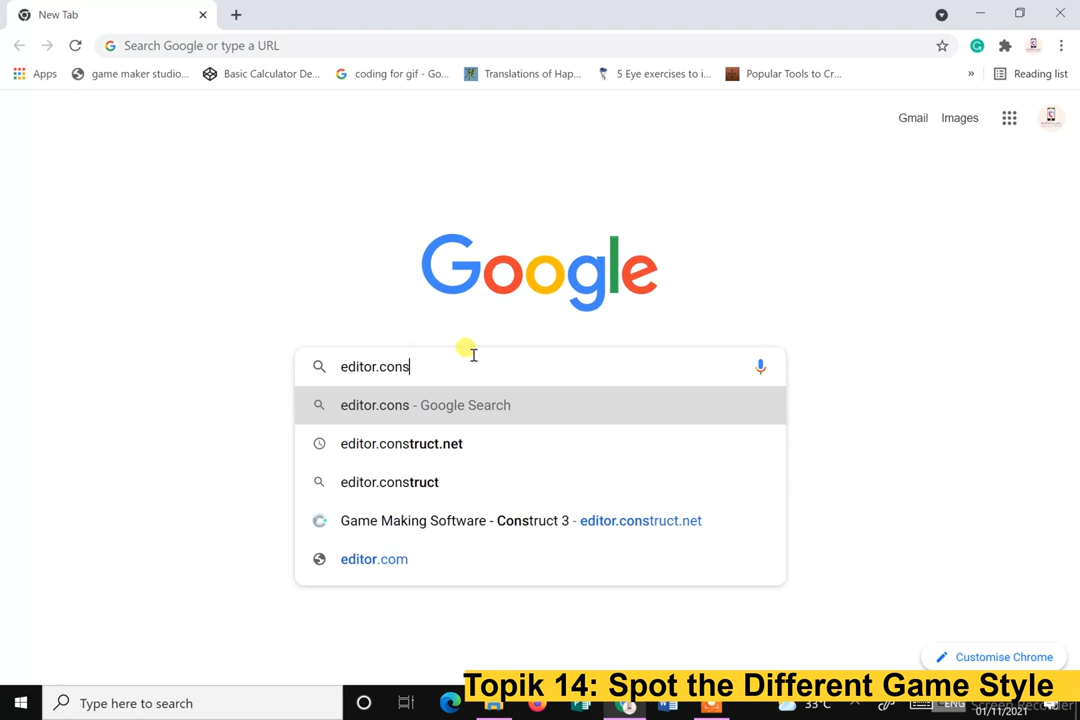 New Tab
Search Google or type a URL
Apps
game maker studio...
Basic Calculator De...
coding for gif - Go...
Translations of Hap...
5 Eye exercises to i...
Popular Tools to Cr...
»
Reading list
Gmail
Images
Google
editor.cons
editor.cons - Google Search
editor.construct.net
editor.construct
Game Making Software - Construct 3 - editor.construct.net
editor.com
Customise Chrome
Topik 14: Spot the Different Game Style
Type here to search
33°C
ENG
01/11/2021
Screen Recorder